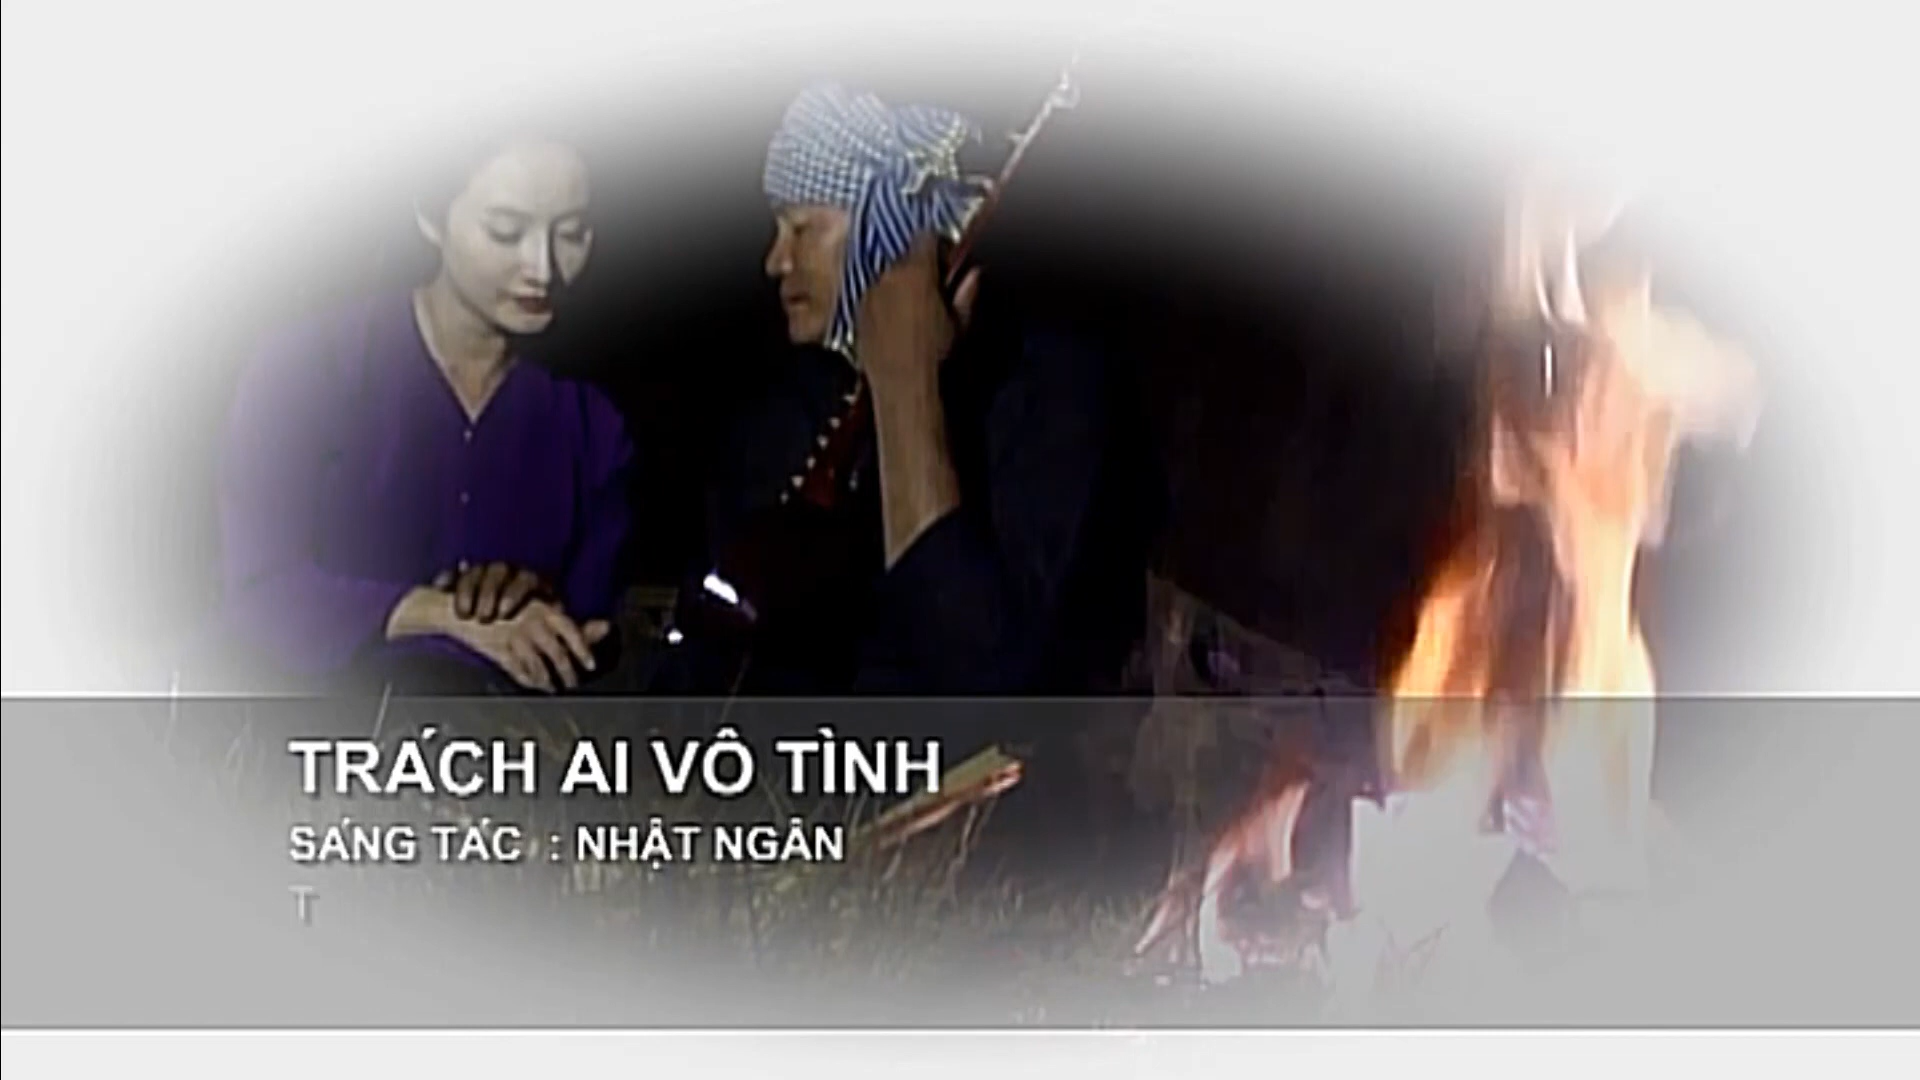 TRÁCH AI VÔ TÌNH
SÁNG TÁC : NHẬT NGÂN
T